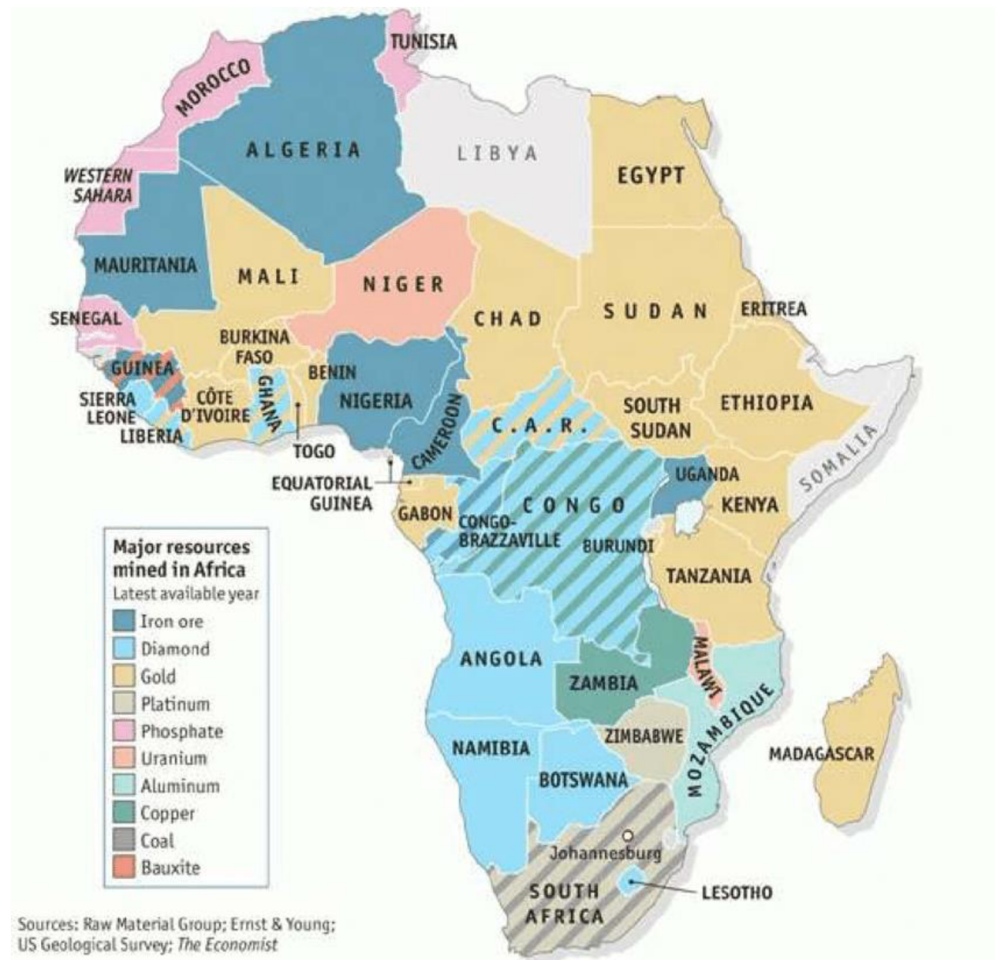 TUNISIA
MOROCCO
ALGERIA
LIBYA
EGYPT
WESTERN
SAHARA
MAURITANIA
MALI
NIGER
CHAD
SUDAN
ERITREA
SENEGAL
BURKINA
FASO
GUINEA
BENIN
SIERRA
LEONE
CÔTE
D'IVOIRE
GHANA
NIGERIA
LIBERIA
TOGO
CAMEROON
C.A.R.
SOUTH
SUDAN
ETHIOPIA
SOMALIA
EQUATORIAL
GUINEA
GABON
CONGO-
BRAZZAVILLE
CONGO
UGANDA
KENYA
BURUNDI
TANZANIA
ANGOLA
ZAMBIA
MALAWI
MOZAMBIQUE
ZIMBABWE
NAMIBIA
BOTSWANA
MADAGASCAR
Johannesburg
SOUTH
AFRICA
LESOTHO
Major resources
mined in Africa
Latest available year
Iron ore
Diamond
Gold
Platinum
Phosphate
Uranium
Aluminum
Copper
Coal
Bauxite
Sources: Raw Material Group; Ernst & Young;
US Geological Survey; The Economist